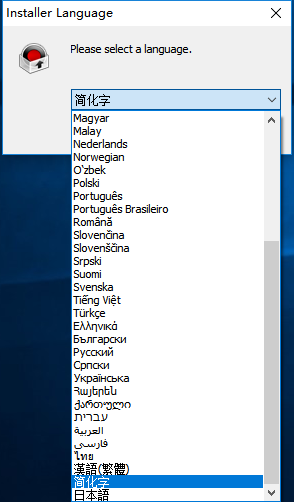 Installer Language
Please select a language.
简化字
Magyar
Malay
Nederlands
Norwegian
O'zbek
Polski
Português
Português Brasileiro
Română
Slovenčina
Slovenščina
Srpski
Suomi
Svenska
Tiếng Việt
Türkçe
Ελληνικά
Български
Русский
Српски
Українська
Հայերեն
ქართული
עברית
العربية
فارسی
ไทย
漢語(繁體)
简化字
日本語